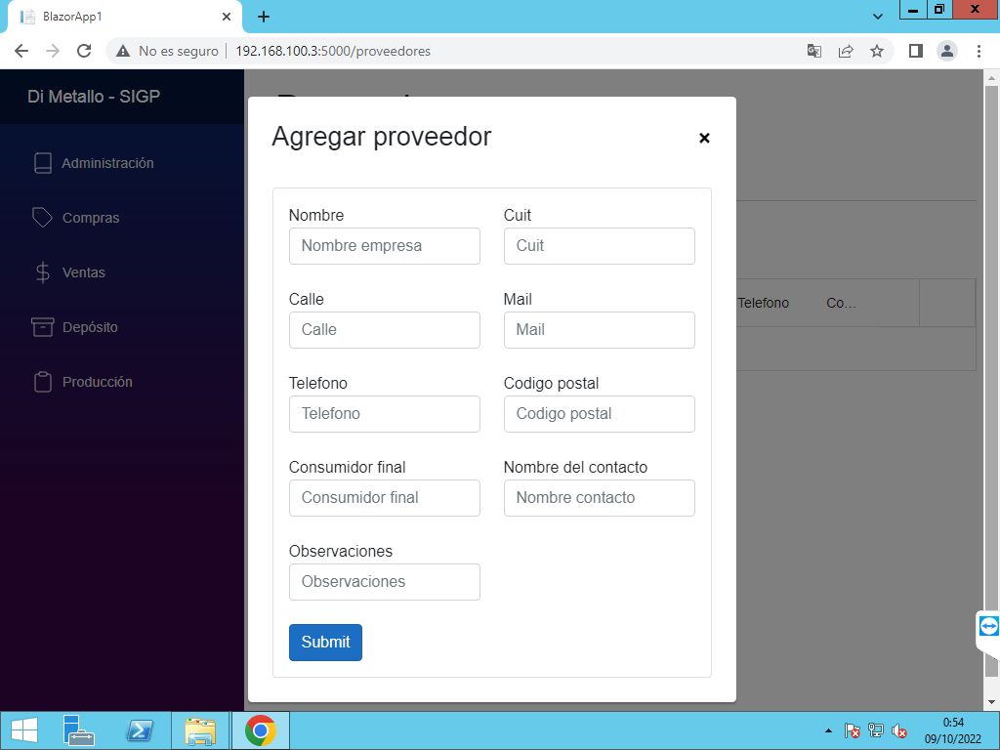 BlazorApp1
No es seguro 192.168.100.3:5000/proveedores
Di Metallo - SIGP
Administración
Compras
Ventas
Depósito
Producción
Agregar proveedor
Nombre Cuit
Nombre empresa Cuit
Calle Mail
Calle Mail
Telefono Codigo postal
Telefono Codigo postal
Consumidor final Nombre del contacto
Consumidor final Nombre contacto
Observaciones
Observaciones
Submit
Telefono Co...
0:54
09/10/2022